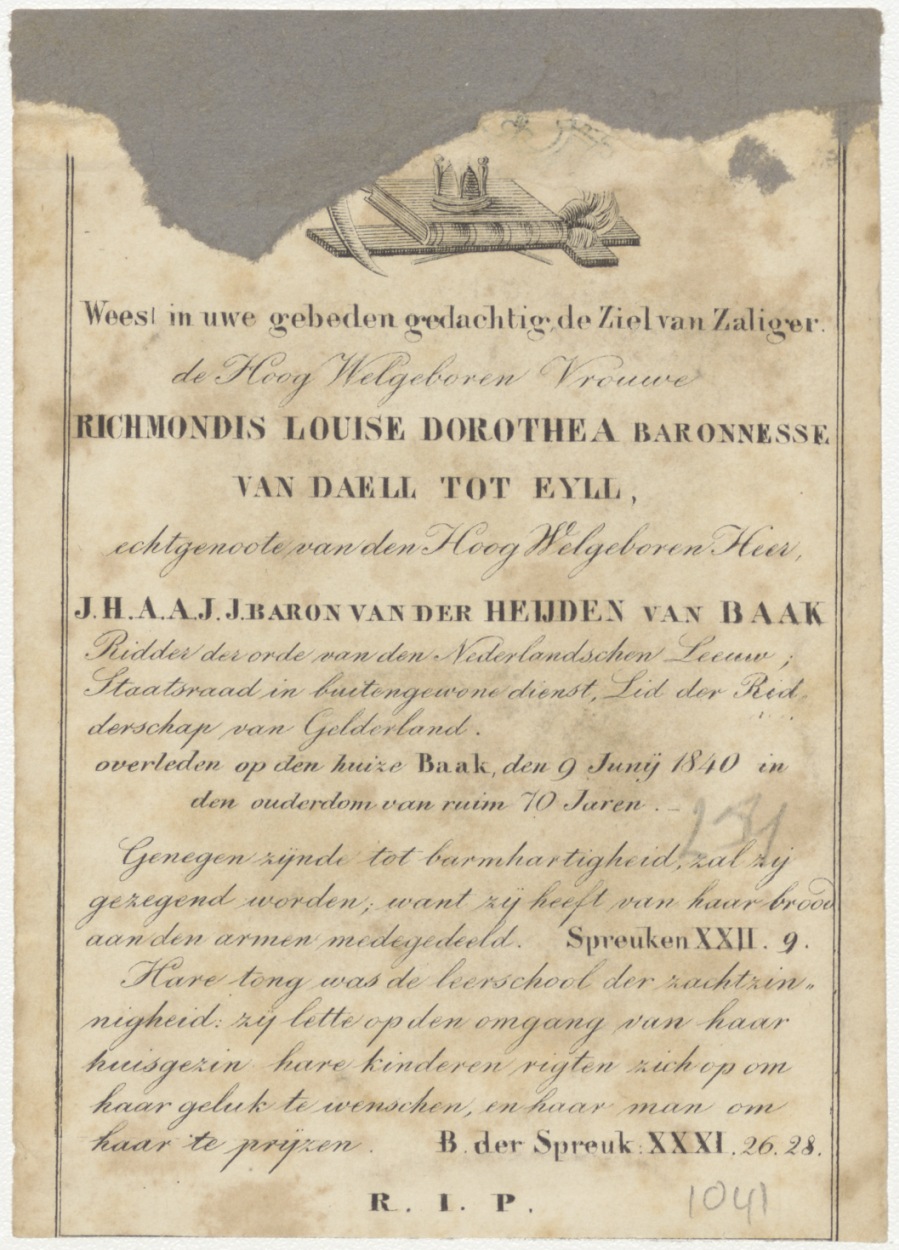 Weest in uwe gebeden gedachtig, de Ziel van Zaliger.
de Hoog Welgeboren Vrouwe
RICHMONDIS LOUISE DOROTHEA BARONNESSE
VAN DAELL TOT EYLL,
echtgenoote van den Hoog Welgeboren Heer,
J. H. A. A. J. J. BARON VAN DER HEIJDEN VAN BAAK
Ridder der orde van den Nederlandschen Leeuw;
Staatsraad in buitengewone dienst, Lid der Rid-
derschap van Gelderland.
overleden op den huize Baak, den 9 Junij 1840 in
den ouderdom van ruim 70 Jaren.
231
Genegen zijnde tot barmhartigheid, zal zij
gezegend worden; want zij heeft van haar brood
aan den armen medegedeeld. Spreuken XXII. 9.
Hare tong was de leerschool der zachtzin„
nigheid: zij lette op den omgang van haar
huisgezin hare kinderen rigten zich op om
haar geluk te wenschen, en haar man om
haar te prijzen. B. der Spreuk: XXXI. 26. 28.
R. I. P.
1041